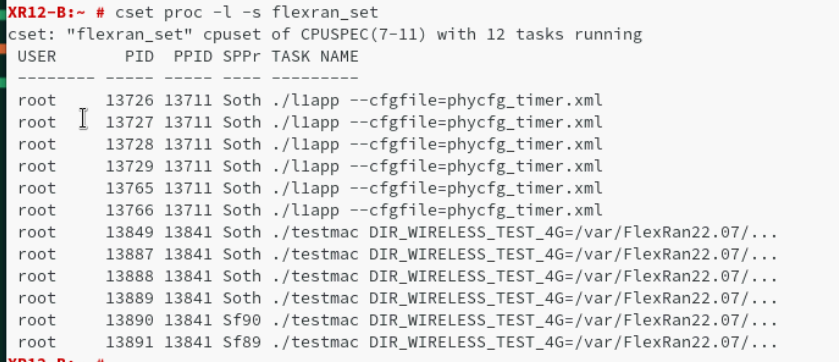 XR12-B:~ # cset proc -l -s flexran_set
cset: "flexran_set" cpuset of CPUSPEC(7-11) with 12 tasks running
USER PID PPID SPPr TASK NAME
-------- ----- ----- ---- ---------
root 13726 13711 Soth ./l1app --cfgfile=phycfg_timer.xml
root 13727 13711 Soth ./l1app --cfgfile=phycfg_timer.xml
root 13728 13711 Soth ./l1app --cfgfile=phycfg_timer.xml
root 13729 13711 Soth ./l1app --cfgfile=phycfg_timer.xml
root 13765 13711 Soth ./l1app --cfgfile=phycfg_timer.xml
root 13766 13711 Soth ./l1app --cfgfile=phycfg_timer.xml
root 13849 13841 Soth ./testmac DIR_WIRELESS_TEST_4G=/var/FlexRan22.07/...
root 13887 13841 Soth ./testmac DIR_WIRELESS_TEST_4G=/var/FlexRan22.07/...
root 13888 13841 Soth ./testmac DIR_WIRELESS_TEST_4G=/var/FlexRan22.07/...
root 13889 13841 Soth ./testmac DIR_WIRELESS_TEST_4G=/var/FlexRan22.07/...
root 13890 13841 Sf90 ./testmac DIR_WIRELESS_TEST_4G=/var/FlexRan22.07/...
root 13891 13841 Sf89 ./testmac DIR_WIRELESS_TEST_4G=/var/FlexRan22.07/...
XR12-B:~ #